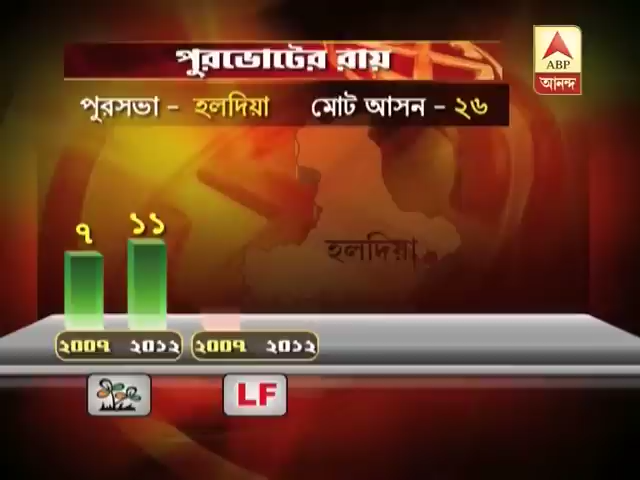 পুরভোটের রায়
ABP
আনন্দ
পুরসভা - হলদিয়া মোট আসন - ২৬
৭ ১১
হলদিয়া
২০০৭ ২০১২ ২০০৭ ২০১২
LF